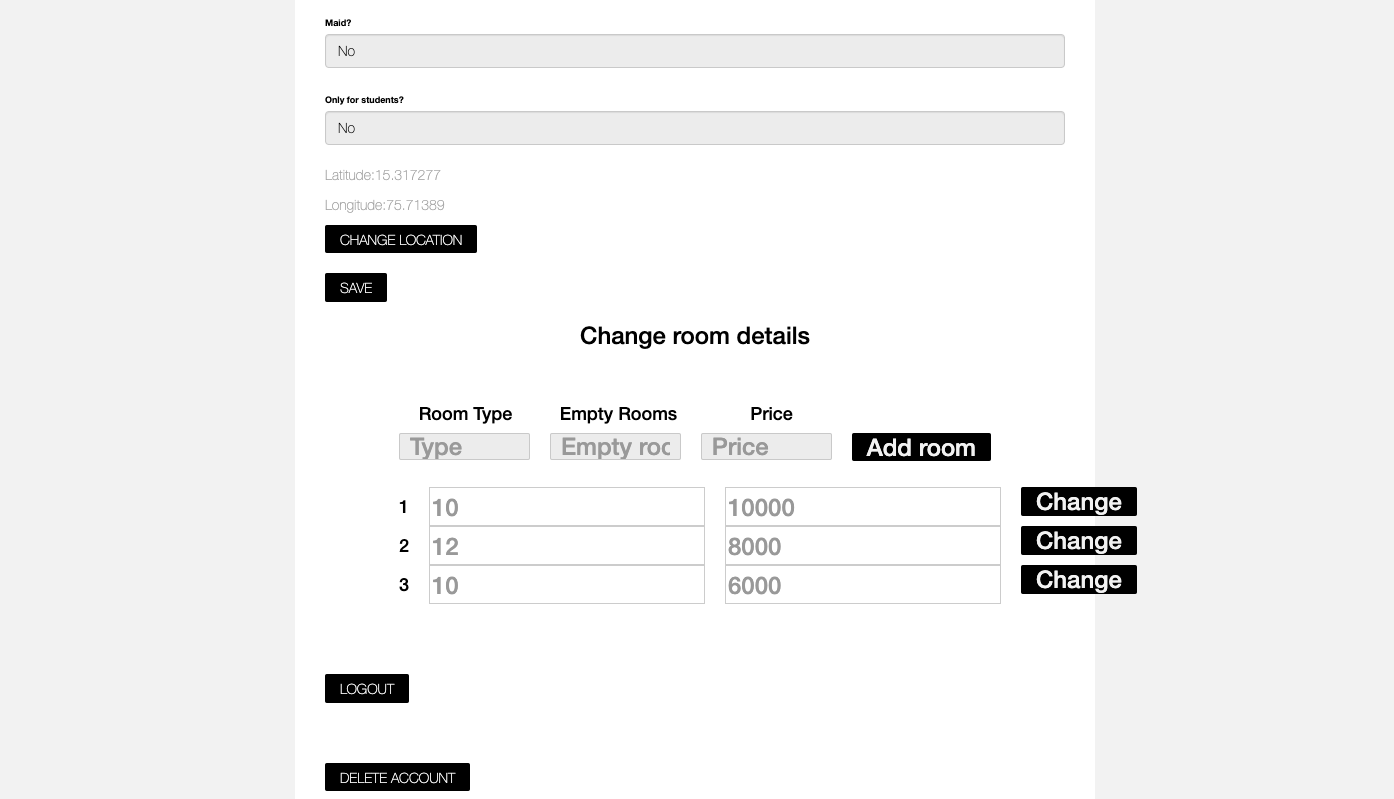 Maid?
No
Only for students?
No
Latitude:15.317277
Longitude:75.71389
CHANGE LOCATION
SAVE
Change room details
Room Type Empty Rooms Price
Type Empty roo Price Add room
1 10 10000 Change
2 12 8000 Change
3 10 6000 Change
LOGOUT
DELETE ACCOUNT